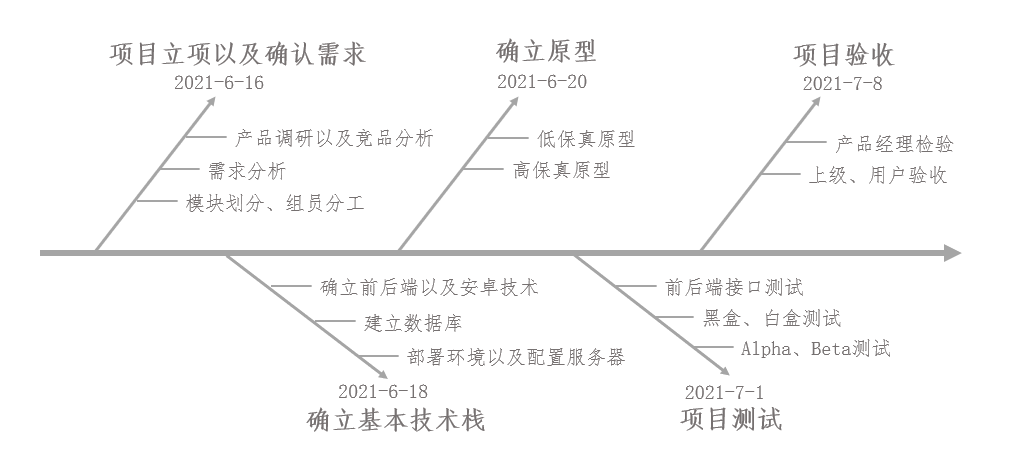 项目立项以及确认需求
2021-6-16
产品调研以及竞品分析
需求分析
模块划分、组员分工
确立原型
2021-6-20
低保真原型
高保真原型
项目验收
2021-7-8
产品经理检验
上级、用户验收
确立前后端以及安卓技术
建立数据库
部署环境以及配置服务器
2021-6-18
确立基本技术栈
前后端接口测试
黑盒、白盒测试
Alpha、Beta测试
2021-7-1
项目测试